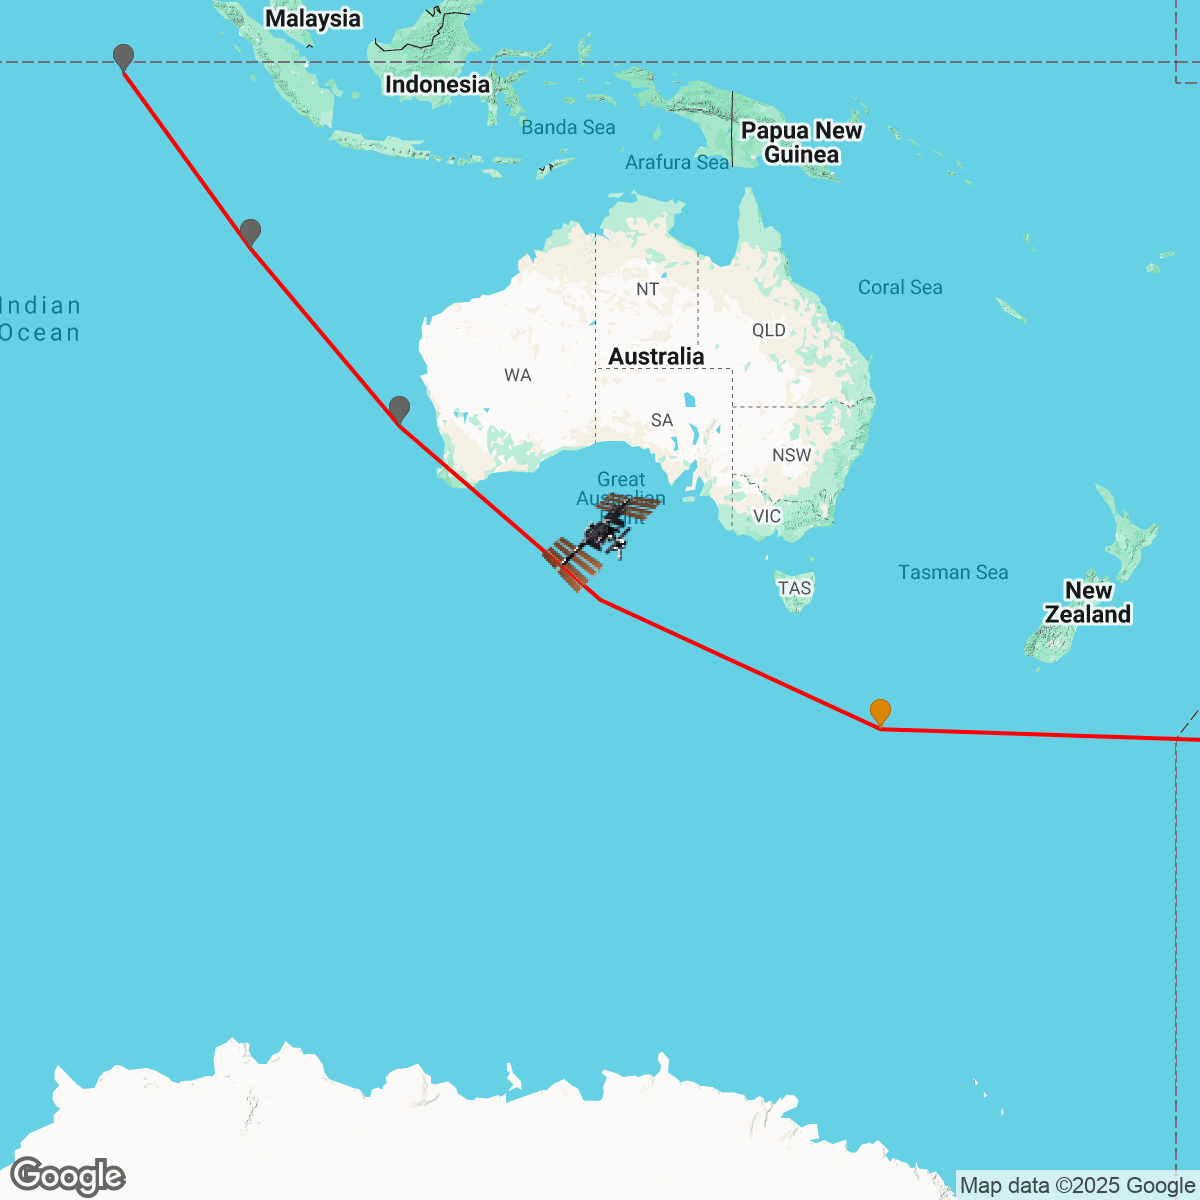 Malaysia
Indonesia
Banda Sea
Papua New
Guinea
Arafura Sea
Indian
Ocean
NT
Coral Sea
QLD
Australia
WA
SA
NSW
Great
Australian
Bight
VIC
Tasman Sea
TAS
New
Zealand
Google
Map data ©2025 Google